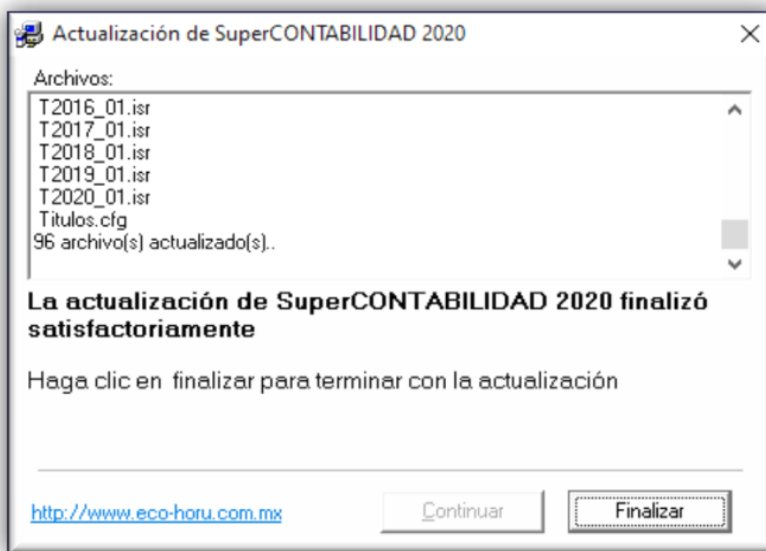 Actualización de SuperCONTABILIDAD 2020
Archivos:
T2016_01.isr
T2017_01.isr
T2018_01.isr
T2019_01.isr
T2020_01.isr
Titulos.cfg
96 archivo(s) actualizado(s)..
La actualización de SuperCONTABILIDAD 2020 finalizó
satisfactoriamente
Haga clic en  finalizar para terminar con la actualización
http://www.eco-horu.com.mx
Continuar
Finalizar